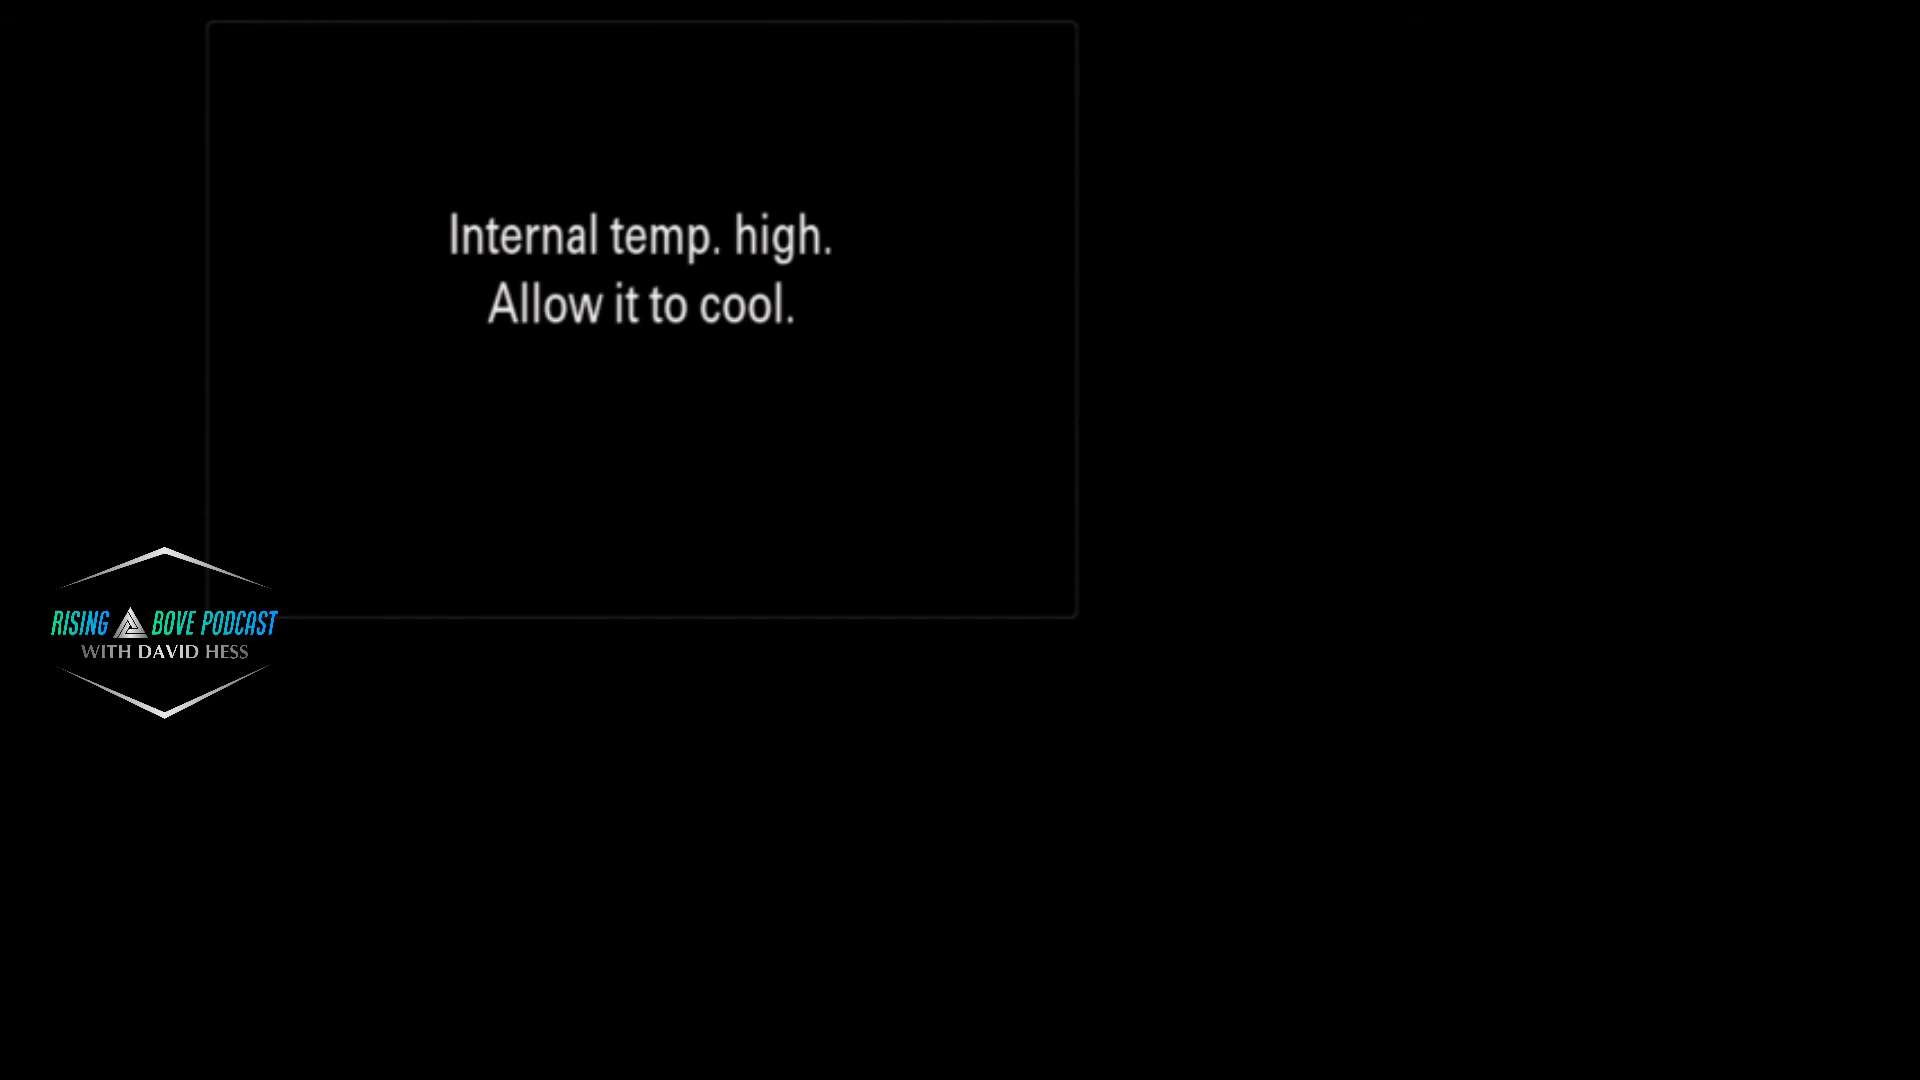 Internal temp. high.
Allow it to cool.
RISING BOVE PODCAST
WITH DAVID HESS